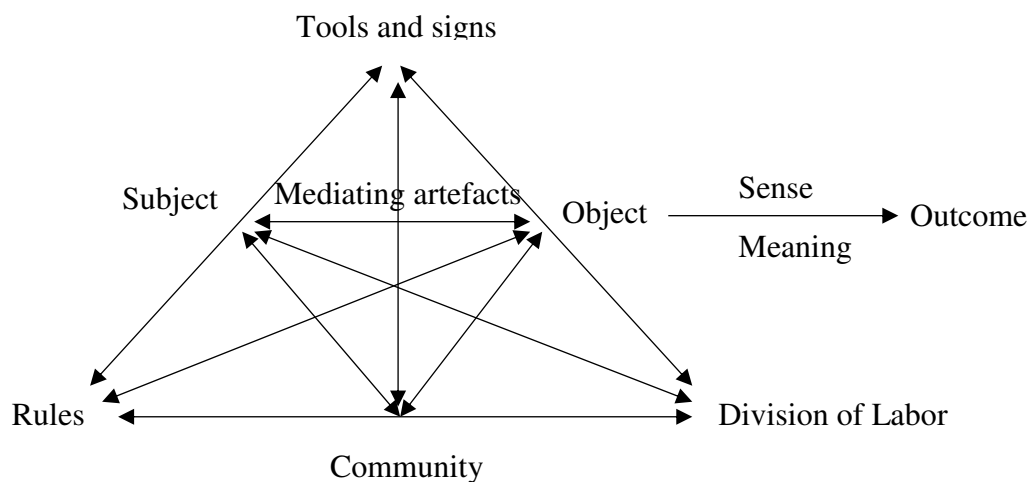 Tools and signs
Subject
Mediating artefacts
Object
Sense
Meaning
Outcome
Rules
Division of Labor
Community